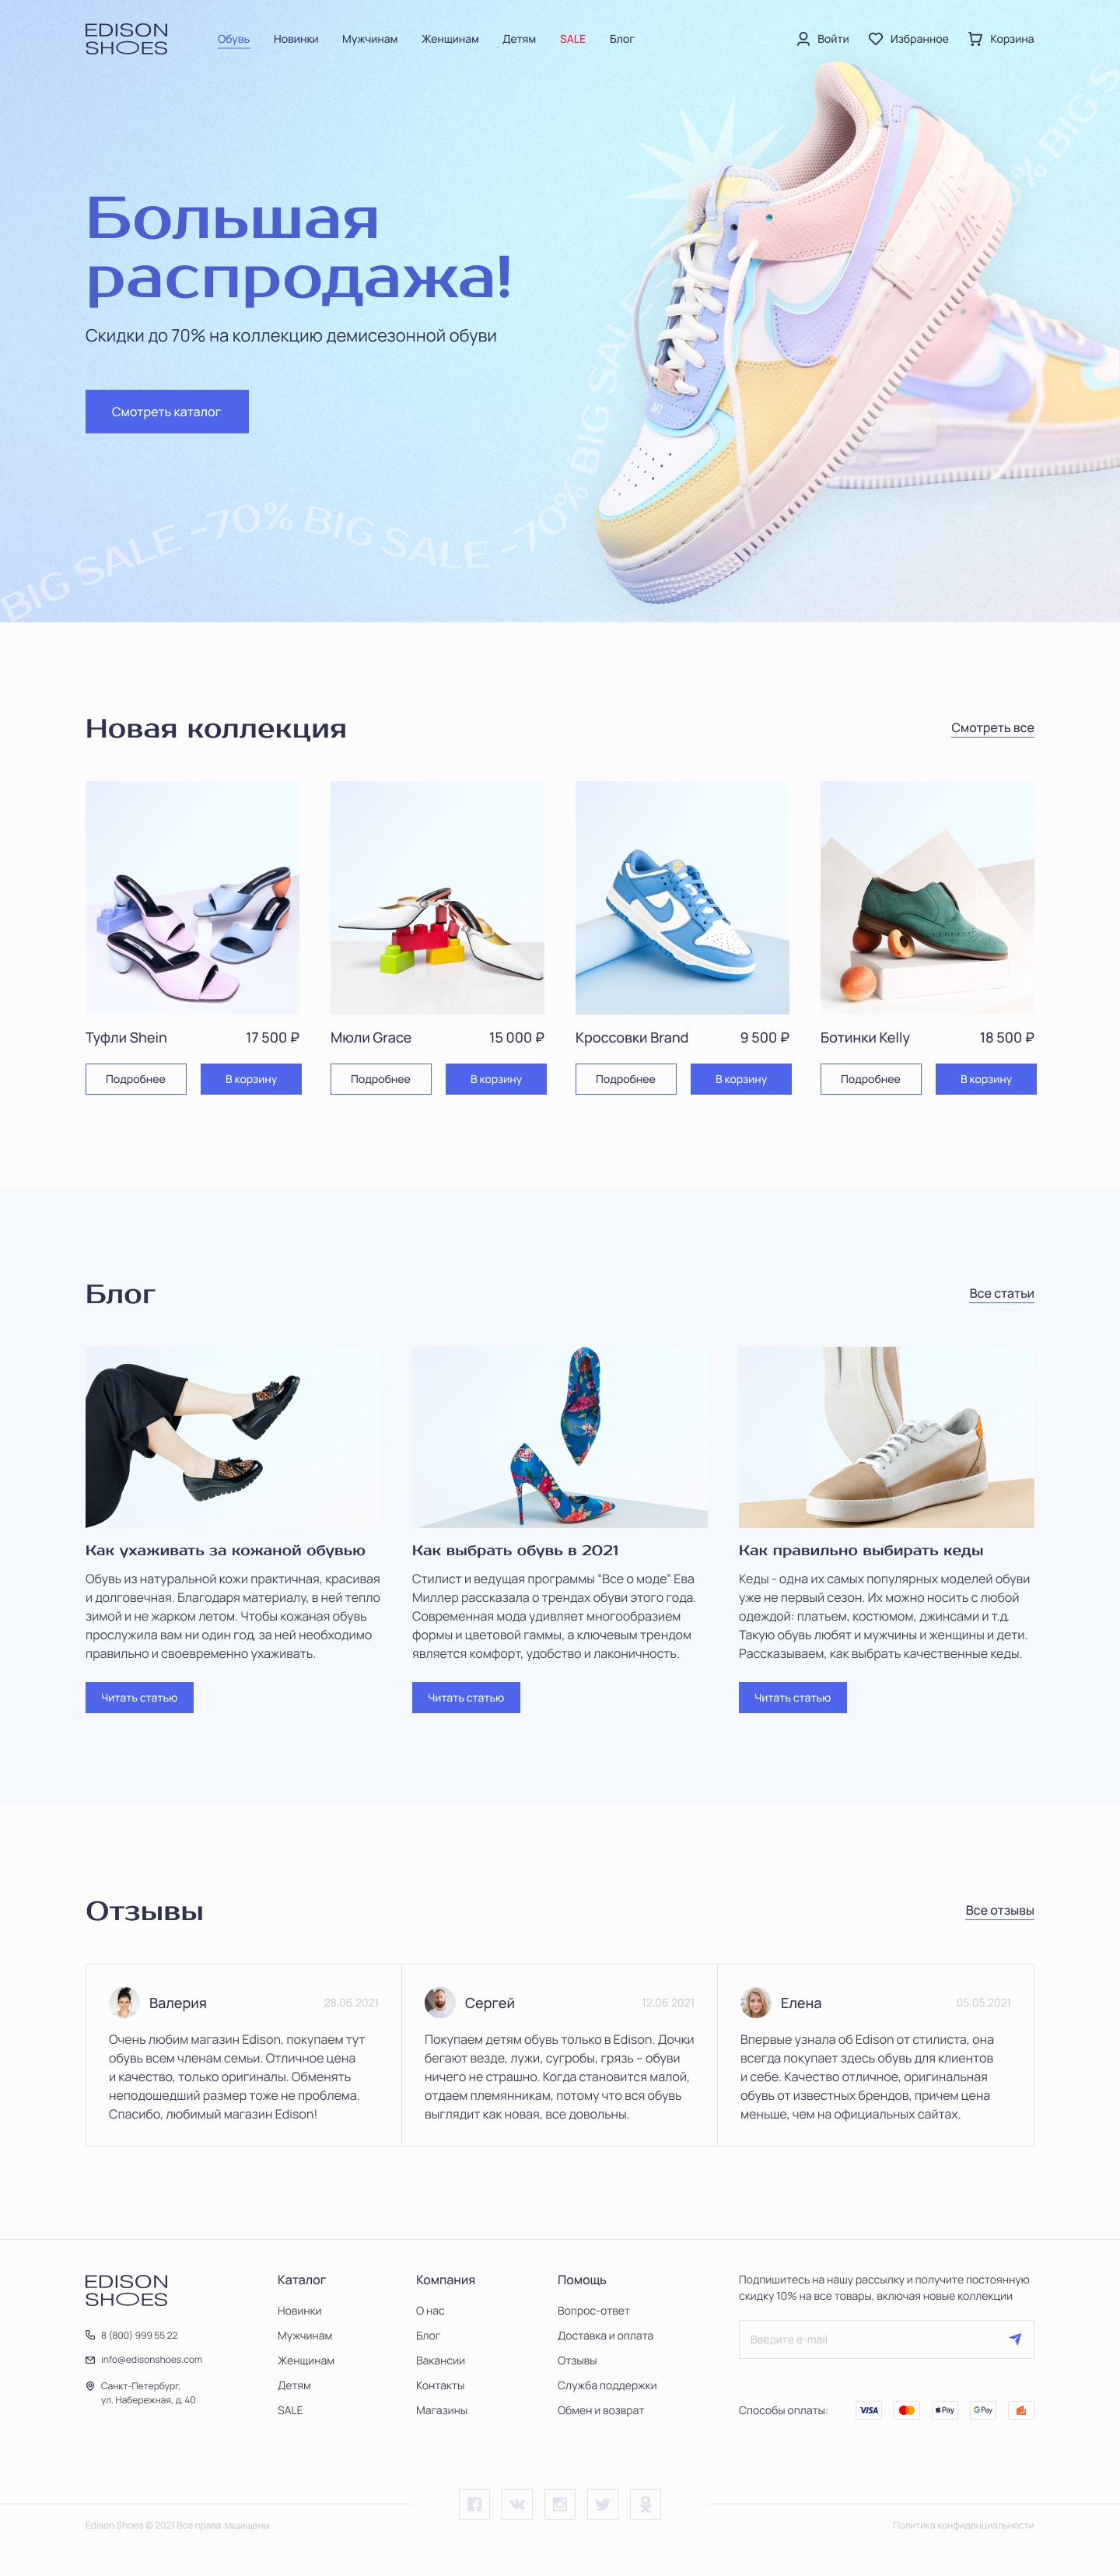 EDISON
SHOES
Обувь Новинки Мужчинам Женщинам Детям SALE Блог Войти Избранное Корзина
Большая
распродажа!
Скидки до 70% на коллекцию демисезонной обуви
Смотреть каталог
BIG SALE -70% BIG SALE -70% BIG SALE
0% BIG S
AIR
AIR
Новая коллекция
Смотреть все
Туфли Shein 17 500 ₽
Подробнее В корзину
Мюли Grace 15 000 ₽
Подробнее В корзину
Кроссовки Brand 9 500 ₽
Подробнее В корзину
Ботинки Kelly 18 500 ₽
Подробнее В корзину
Блог
Все статьи
Как ухаживать за кожаной обувью
Обувь из натуральной кожи практичная, красивая
и долговечная. Благодаря материалу, в ней тепло
зимой и не жарком летом. Чтобы кожаная обувь
прослужила вам ни один год, за ней необходимо
правильно и своевременно ухаживать.
Читать статью
Как выбрать обувь в 2021
Стилист и ведущая программы “Все о моде” Ева
Миллер рассказала о трендах обуви этого года.
Современная мода удивляет многообразием
формы и цветовой гаммы, а ключевым трендом
является комфорт, удобство и лаконичность.
Читать статью
Как правильно выбирать кеды
Кеды - одна их самых популярных моделей обуви
уже не первый сезон. Их можно носить с любой
одеждой: платьем, костюмом, джинсами и т.д.
Такую обувь любят и мужчины и женщины и дети.
Рассказываем, как выбрать качественные кеды.
Читать статью
Отзывы
Все отзывы
Валерия 28.06.2021
Очень любим магазин Edison, покупаем тут
обувь всем членам семьи. Отличное цена
и качество, только оригиналы. Обменять
неподошедший размер тоже не проблема.
Спасибо, любимый магазин Edison!
Сергей 12.06.2021
Покупаем детям обувь только в Edison. Дочки
бегают везде, лужи, сугробы, грязь – обуви
ничего не страшно. Когда становится малой,
отдаем племянникам, потому что вся обувь
выглядит как новая, все довольны.
Елена 05.05.2021
Впервые узнала об Edison от стилиста, она
всегда покупает здесь обувь для клиентов
и себе. Качество отличное, оригинальная
обувь от известных брендов, причем цена
меньше, чем на официальных сайтах.
EDISON
SHOES
8 (800) 999 55 22
info@edisonshoes.com
Санкт-Петербург,
ул. Набережная, д. 40
Каталог
Новинки
Мужчинам
Женщинам
Детям
SALE
Компания
О нас
Блог
Вакансии
Контакты
Магазины
Помощь
Вопрос-ответ
Доставка и оплата
Отзывы
Служба поддержки
Обмен и возврат
Подпишитесь на нашу рассылку и получите постоянную
скидку 10% на все товары, включая новые коллекции
Введите e-mail
Способы оплаты: VISA Pay G Pay
Edison Shoes © 2021 Все права защищены
Политика конфиденциальности